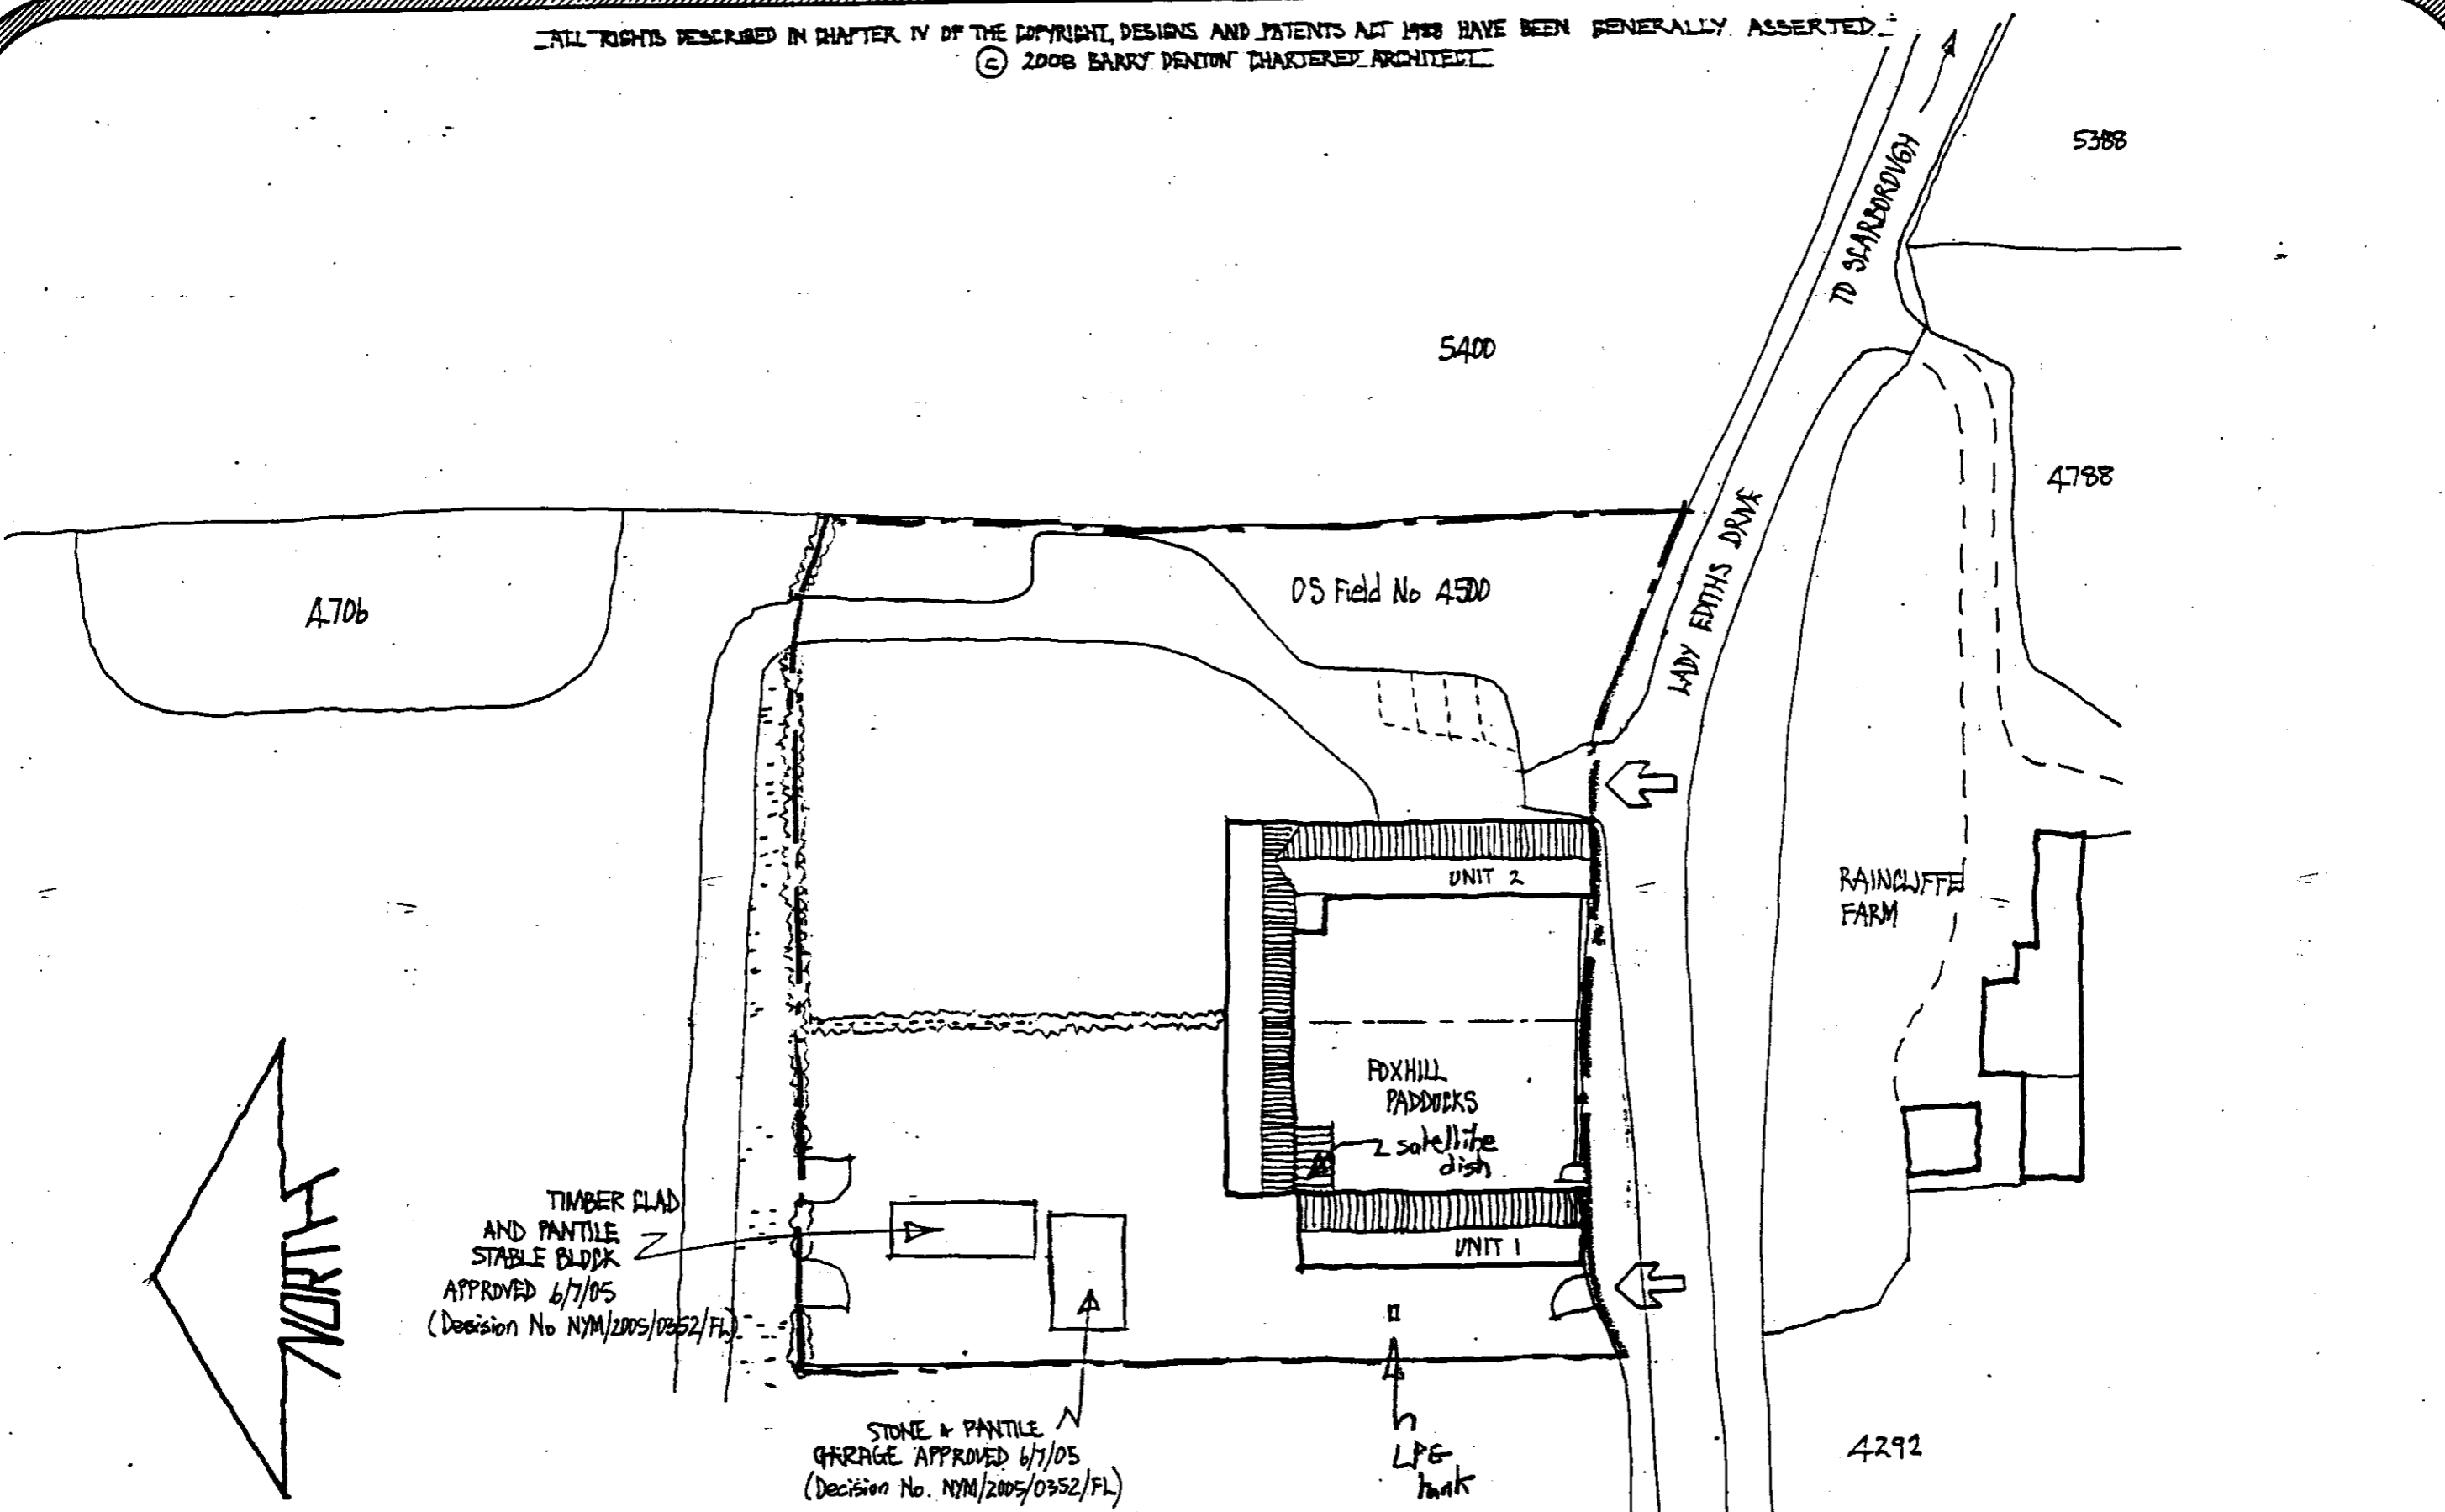 ALL RIGHTS DESCRIBED IN CHAPTER IV OF THE COPYRIGHT, DESIGNS AND PATENTS ACT 1988 HAVE BEEN GENERALLY ASSERTED
© 2008 BARRY DENTON CHARTERED ARCHITECT
5388
TO SCARBOROUGH
5400
4788
LADY EDITHS DRIVE
OS Field No 4500
4706
UNIT 2
RAINCLIFFE
FARM
FOXHILL
PADDOCKS
satellite
dish
UNIT 1
NORTH
TIMBER CLAD
AND PANTILE
STABLE BLOCK
APPROVED 6/7/05
(Decision No NYM/2005/0352/FL)
STONE & PANTILE
GARAGE APPROVED 6/7/05
(Decision No. NYM/2005/0352/FL)
LPG
tank
4292